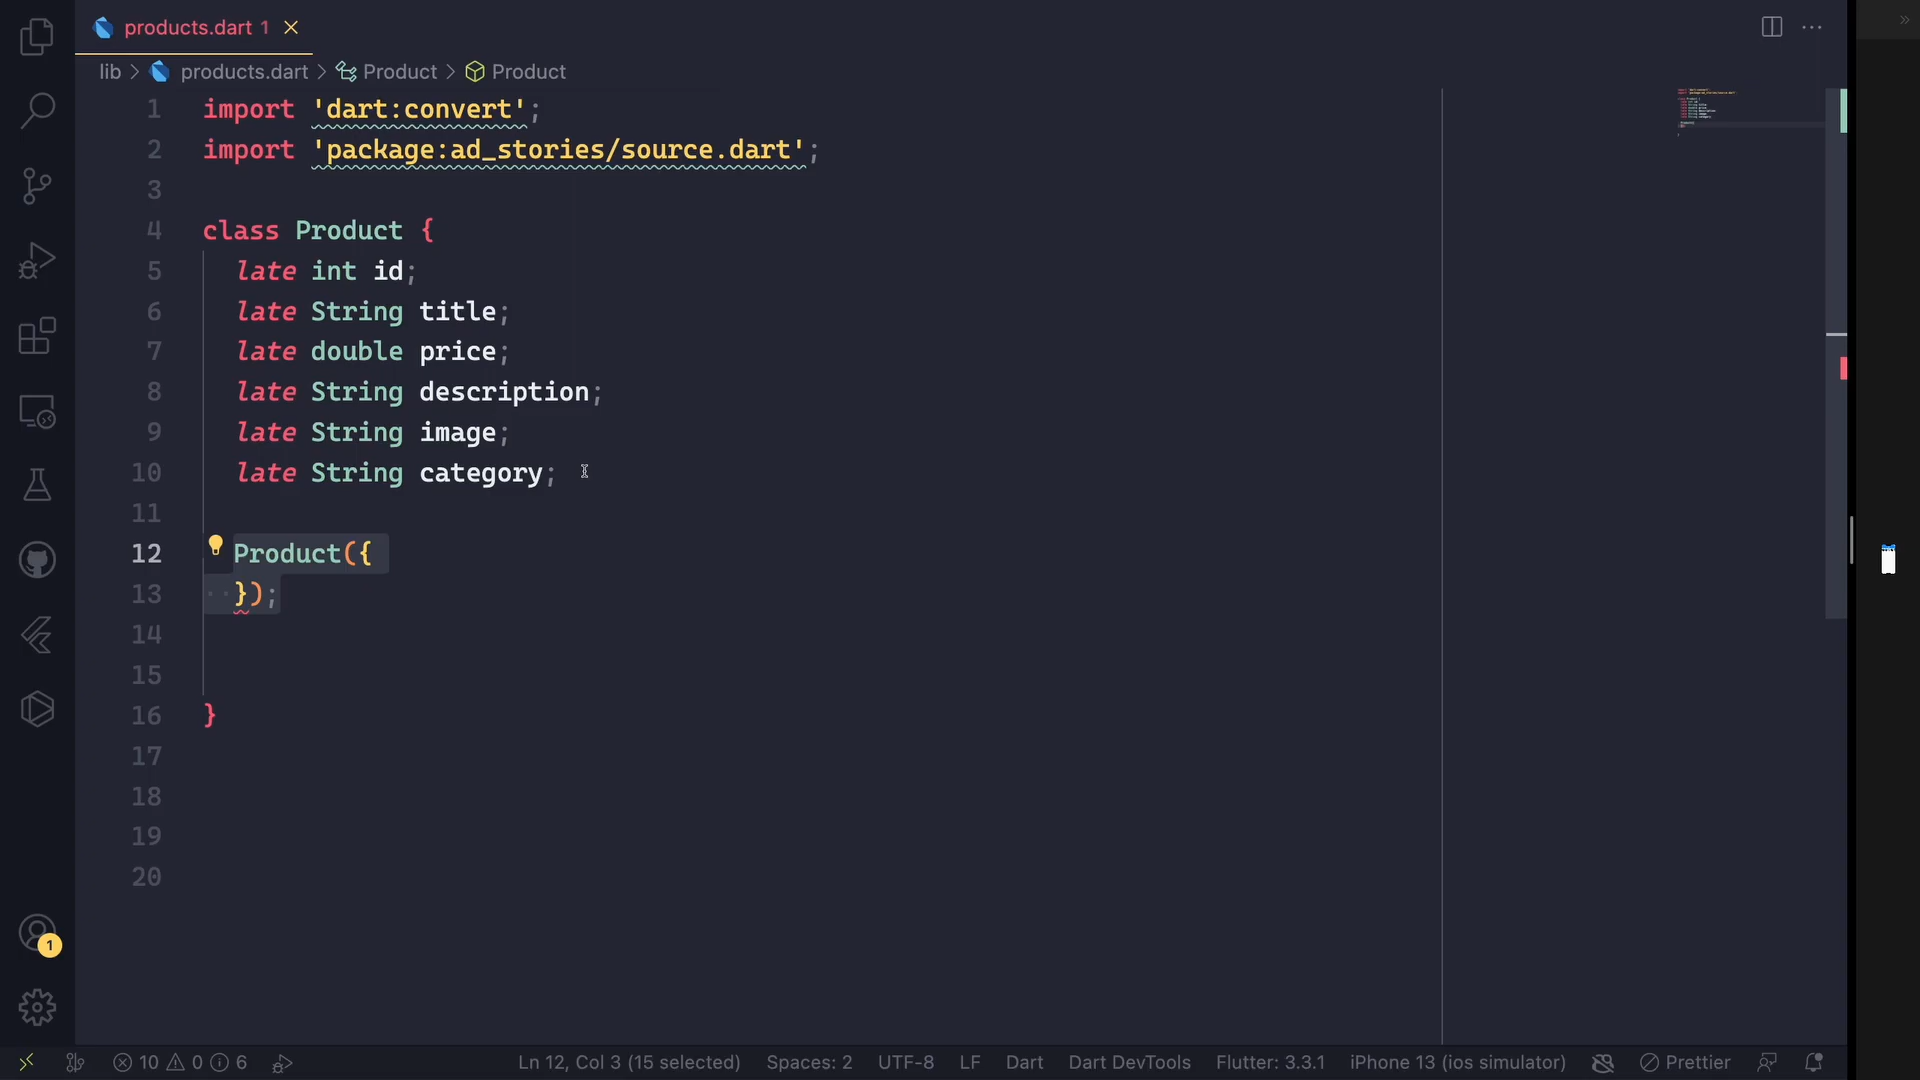 products.dart 1
lib > products.dart > Product > Product
1 import 'dart:convert';
2 import 'package:ad_stories/source.dart';
3
4 class Product {
5 late int id;
6 late String title;
7 late double price;
8 late String description;
9 late String image;
10 late String category;
11
12 Product({
13 ··});
14
15
16 }
17
18
19
20
1
10 0 6 Ln 12, Col 3 (15 selected) Spaces: 2 UTF-8 LF Dart Dart DevTools Flutter: 3.3.1 iPhone 13 (ios simulator) Prettier